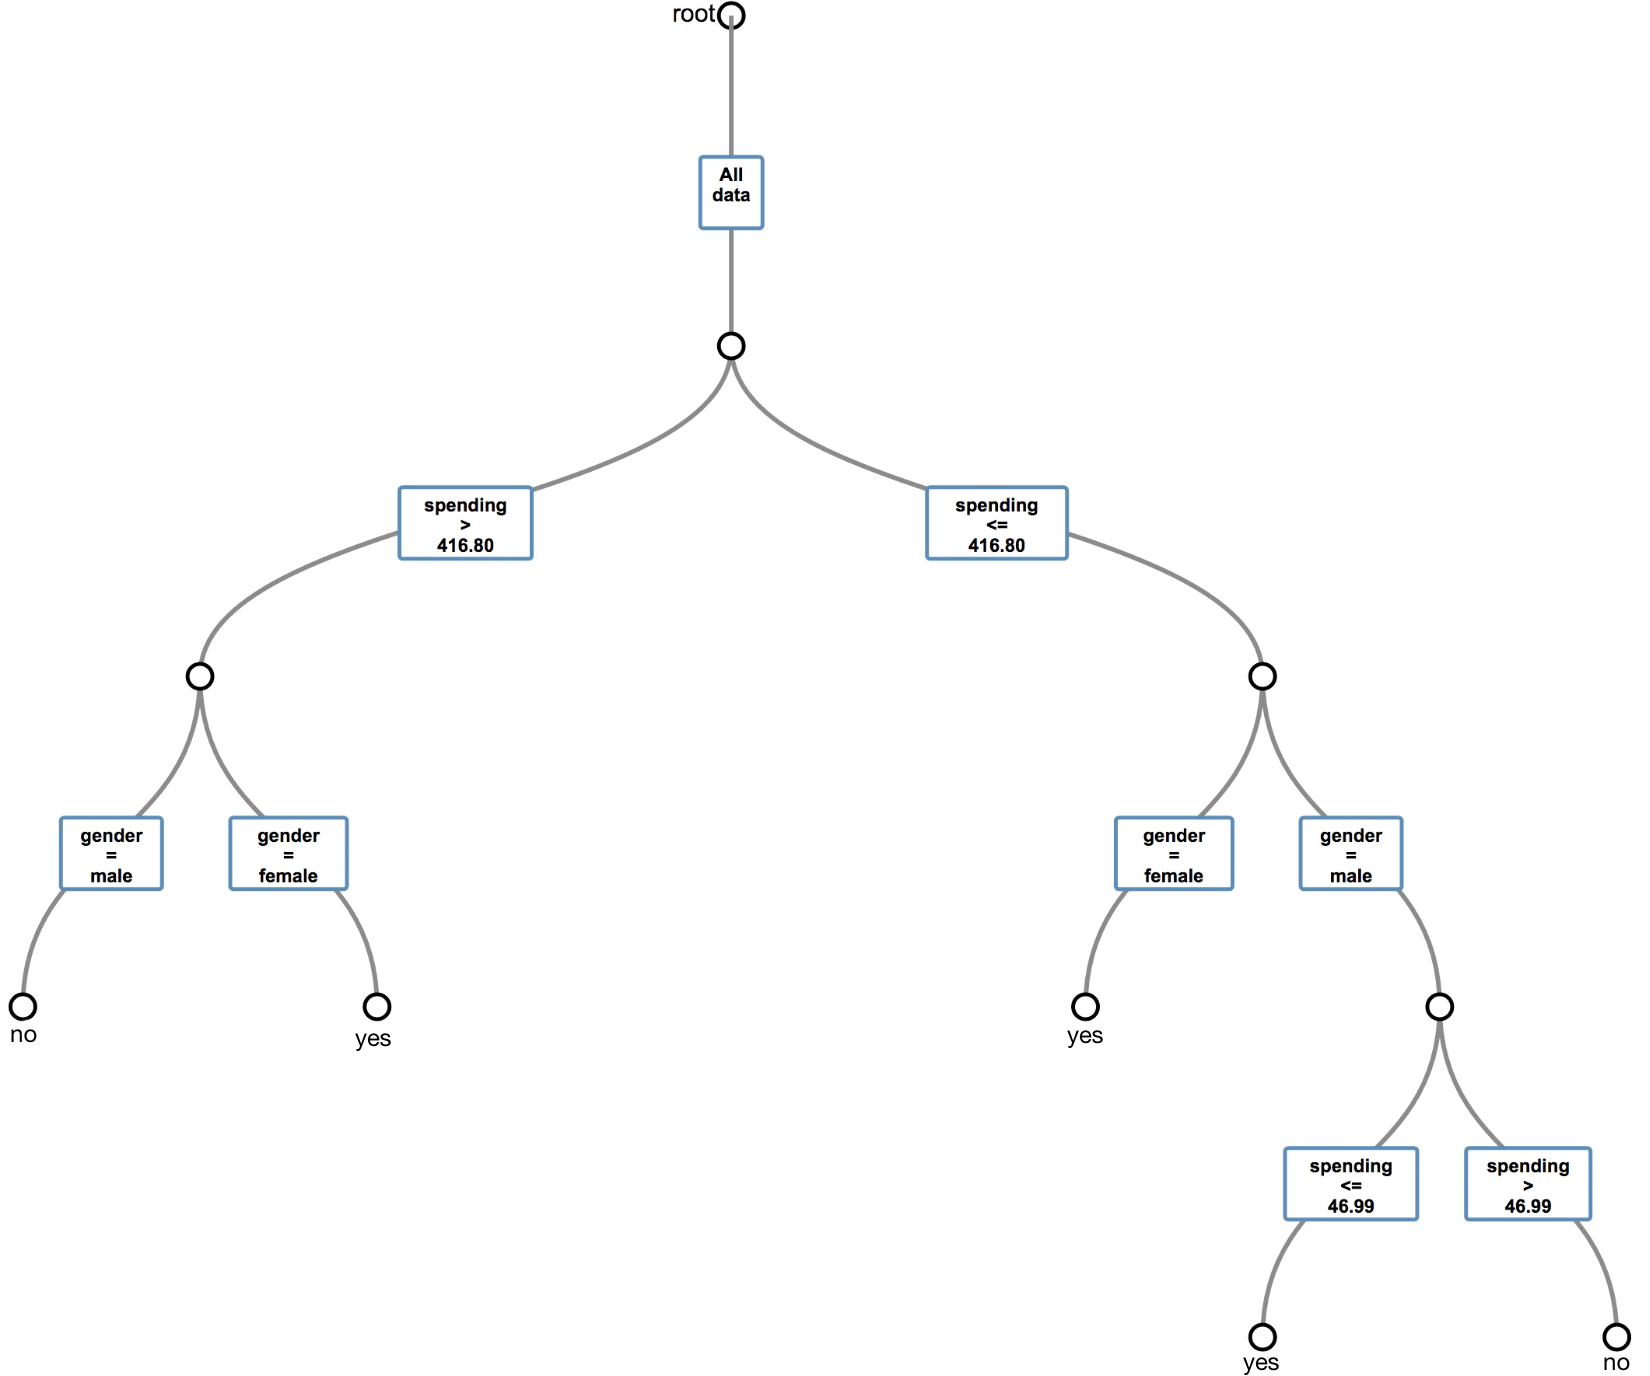 root
All
data
spending
>
416.80
spending
<=
416.80
gender
=
male
gender
=
female
gender
=
female
gender
=
male
no
yes
yes
spending
<=
46.99
spending
>
46.99
yes
no